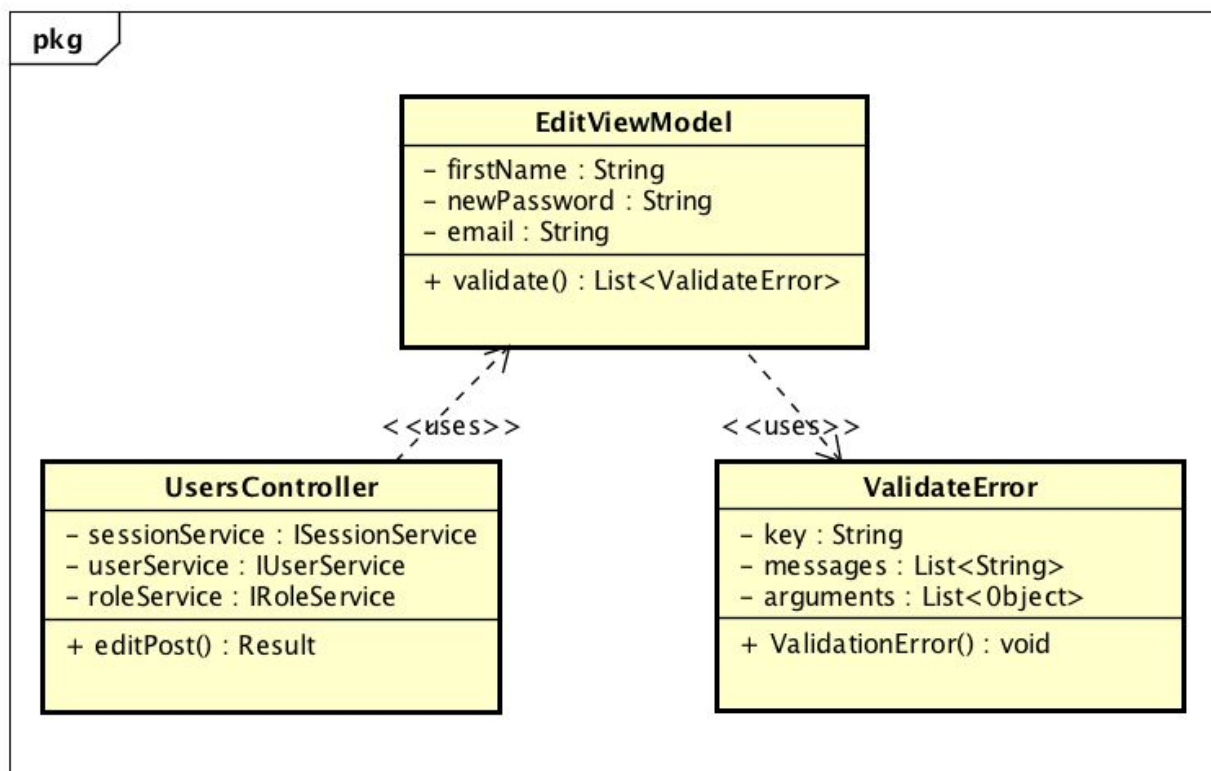 pkg
EditViewModel
- firstName : String
- newPassword : String
- email : String
+ validate() : List<ValidateError>
<<uses>>
<<uses>>
UsersController
- sessionService : ISessionService
- userService : IUserService
- roleService : IRoleService
+ editPost() : Result
ValidateError
- key : String
- messages : List<String>
- arguments : List<Object>
+ ValidationError() : void